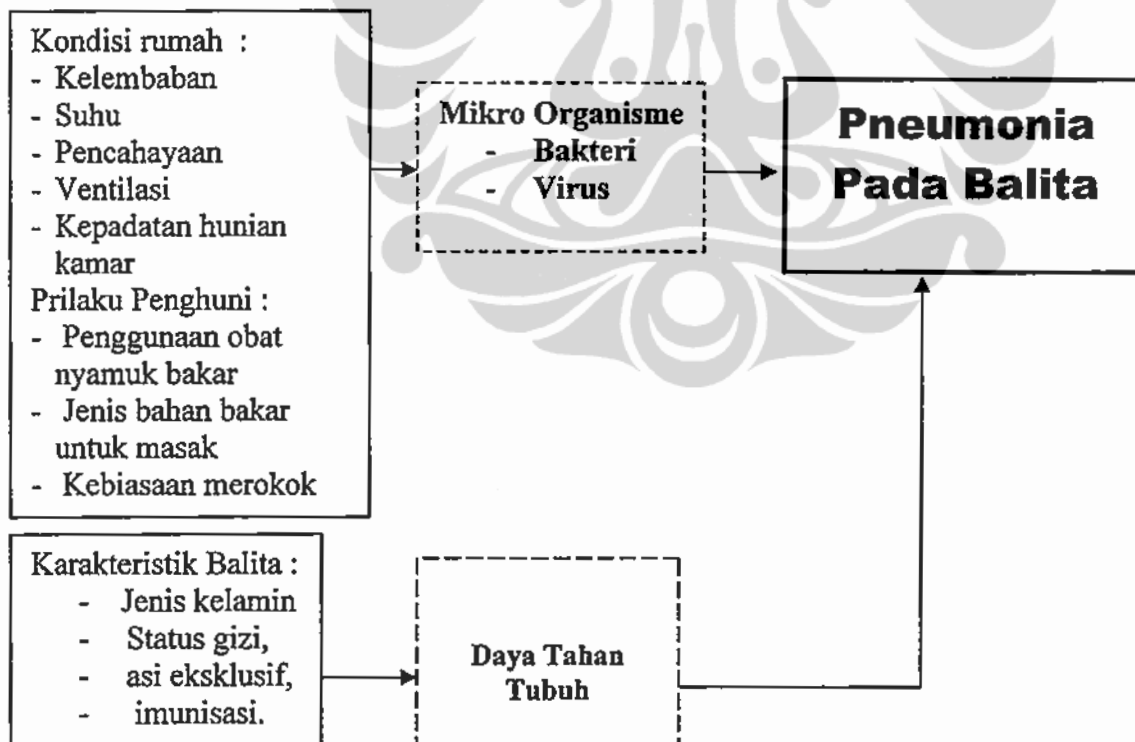 Kondisi rumah :
- Kelembaban
- Suhu
- Pencahayaan
- Ventilasi
- Kepadatan hunian
kamar
Prilaku Penghuni :
- Penggunaan obat
nyamuk bakar
- Jenis bahan bakar
untuk masak
- Kebiasaan merokok
Mikro Organisme
- Bakteri
- Virus
Pneumonia
Pada Balita
Karakteristik Balita :
- Jenis kelamin
- Status gizi,
- asi eksklusif,
- imunisasi.
Daya Tahan
Tubuh